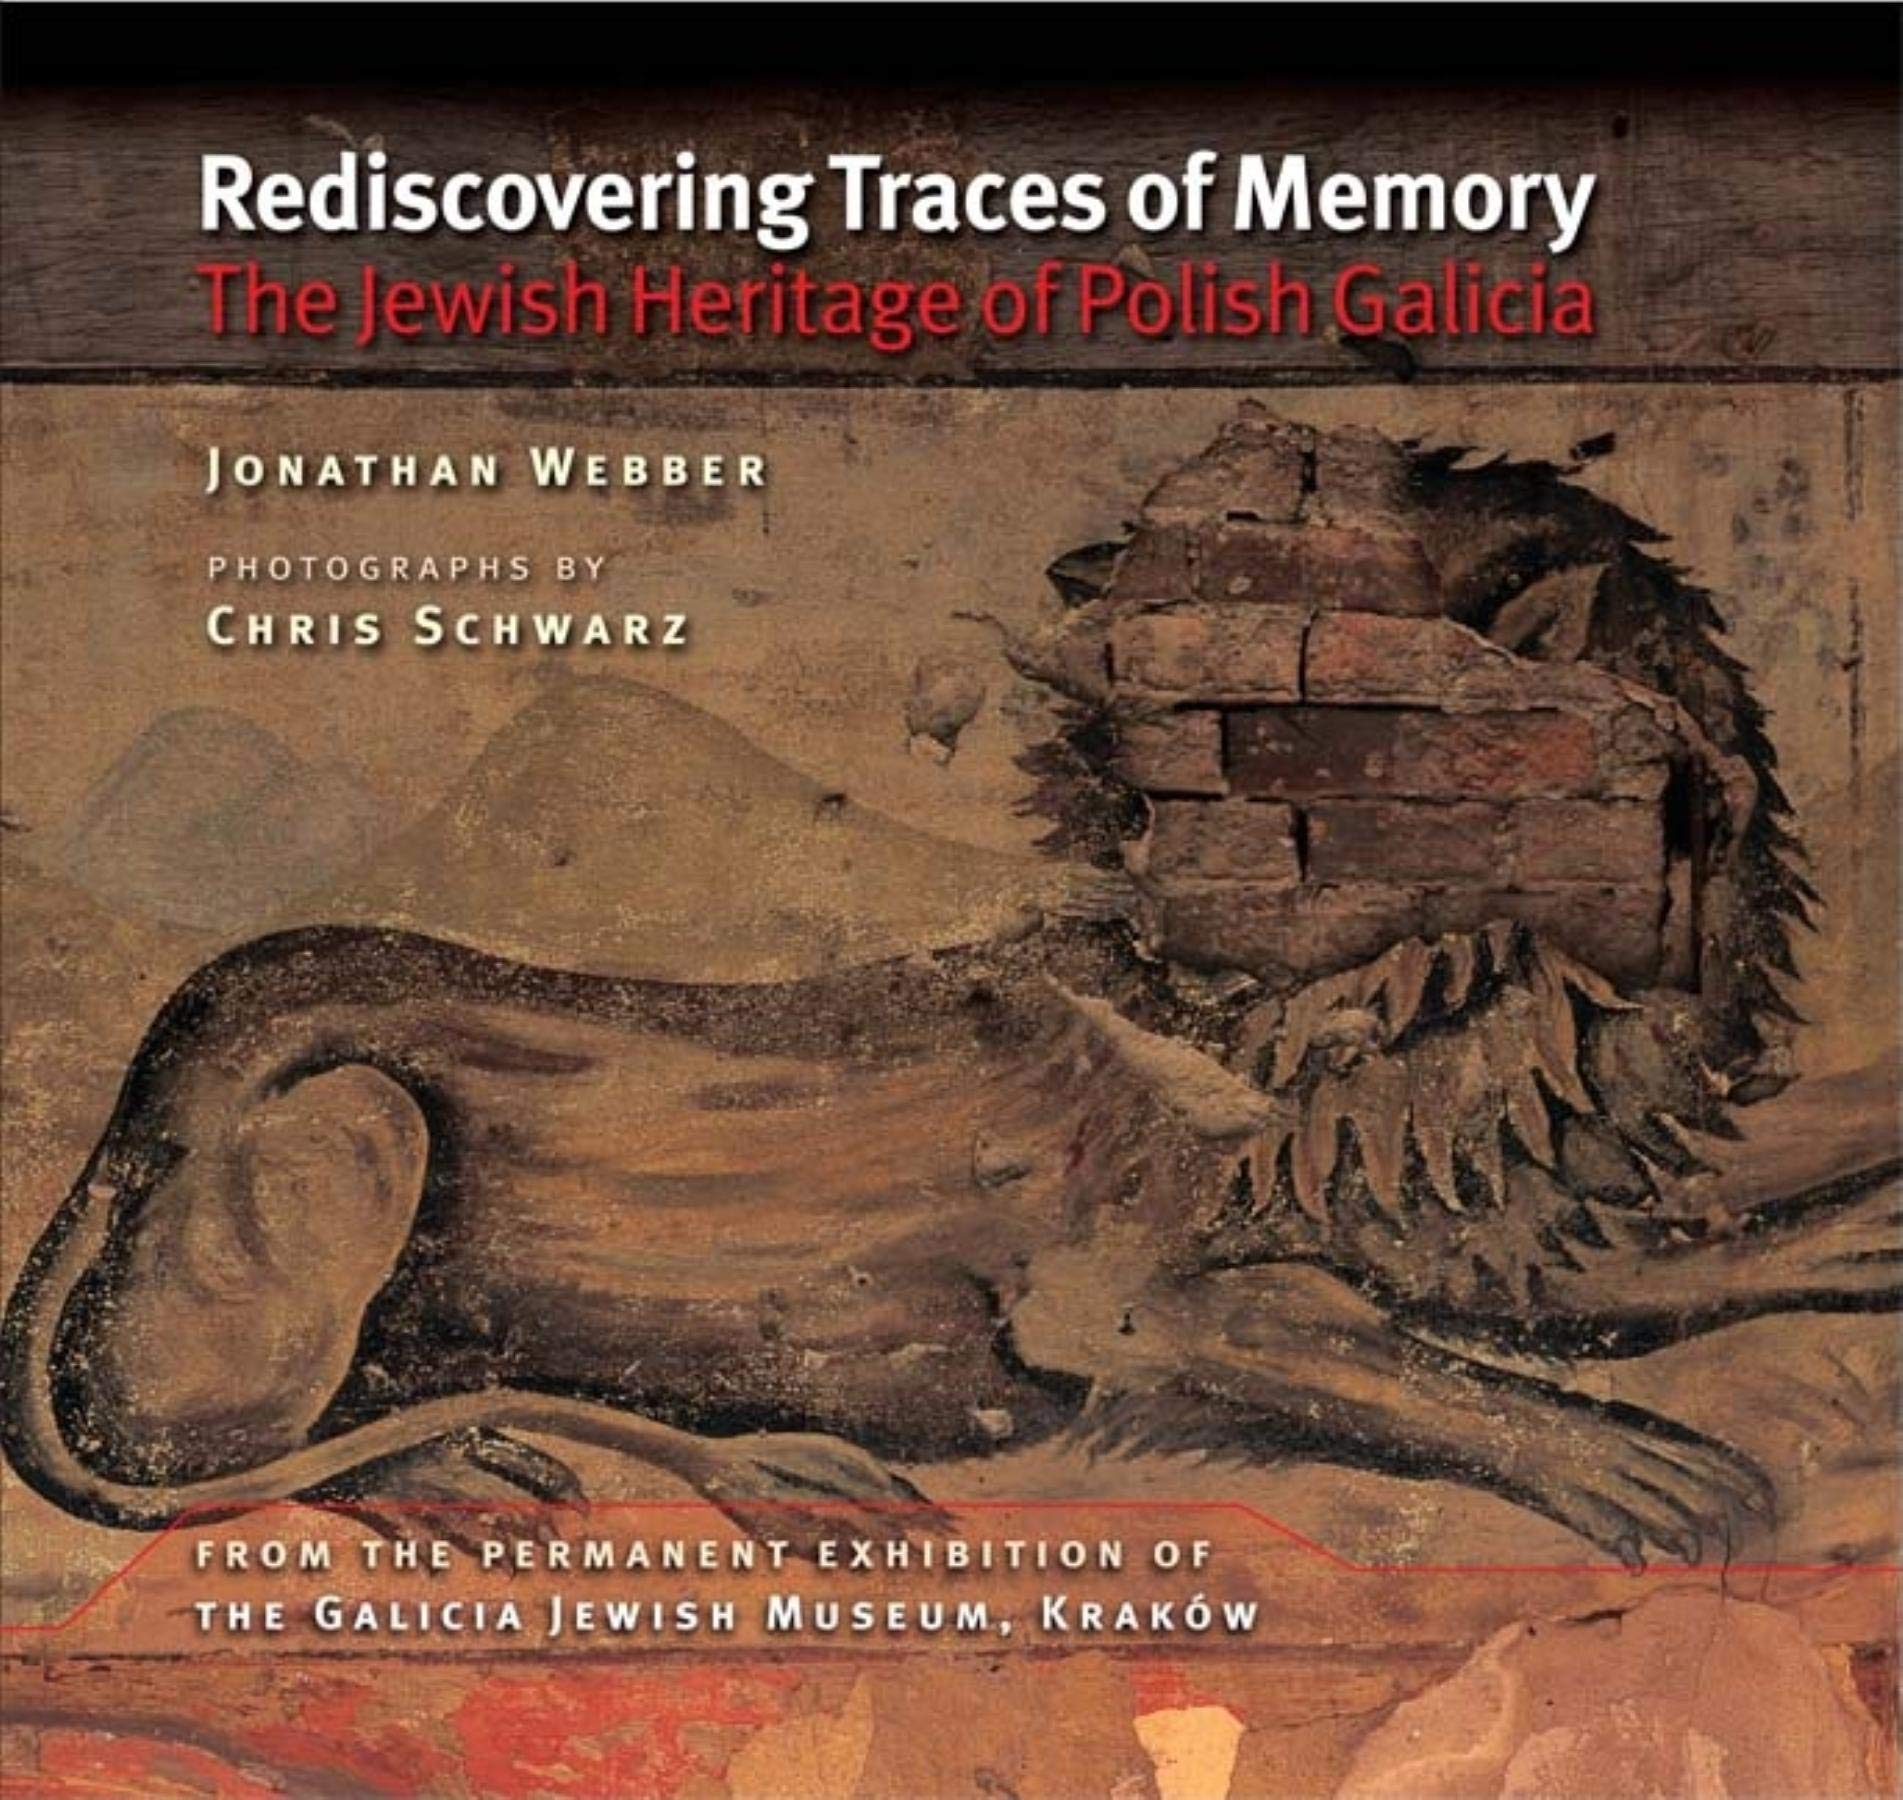 Rediscovering Traces of Memory
The Jewish Heritage of Polish Galicia
JONATHAN WEBBER
PHOTOGRAPHS BY
CHRIS SCHWARZ
FROM THE PERMANENT EXHIBITION OF
THE GALICIA JEWISH MUSEUM, KRAKÓW